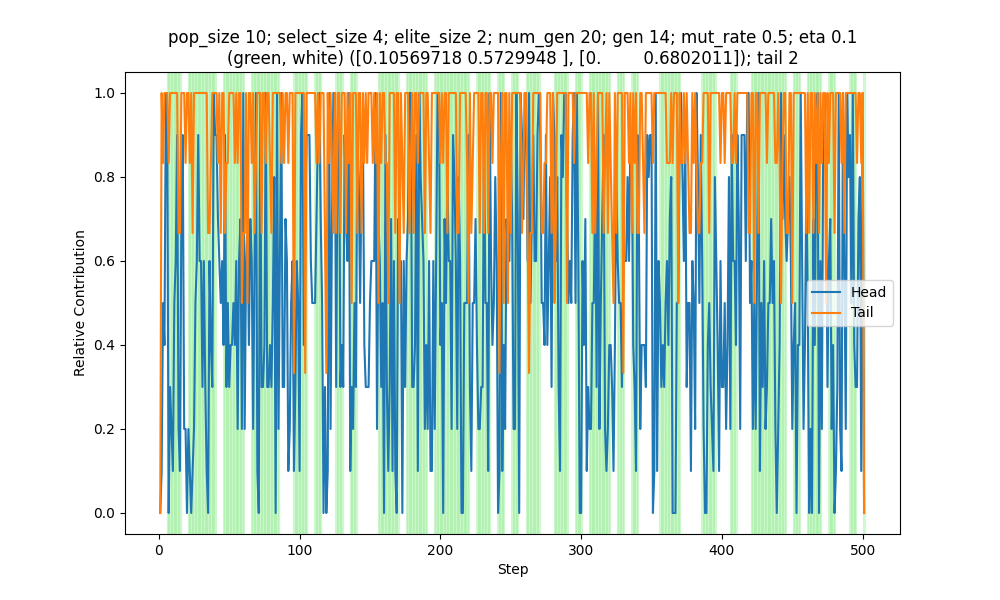 pop_size 10; select_size 4; elite_size 2; num_gen 20; gen 14; mut_rate 0.5; eta 0.1
(green, white) ([0.10569718 0.5729948 ], [0.        0.6802011]); tail 2
1.0
0.8
0.6
0.4
0.2
0.0
Relative Contribution
Head
Tail
0
100
200
300
400
500
Step